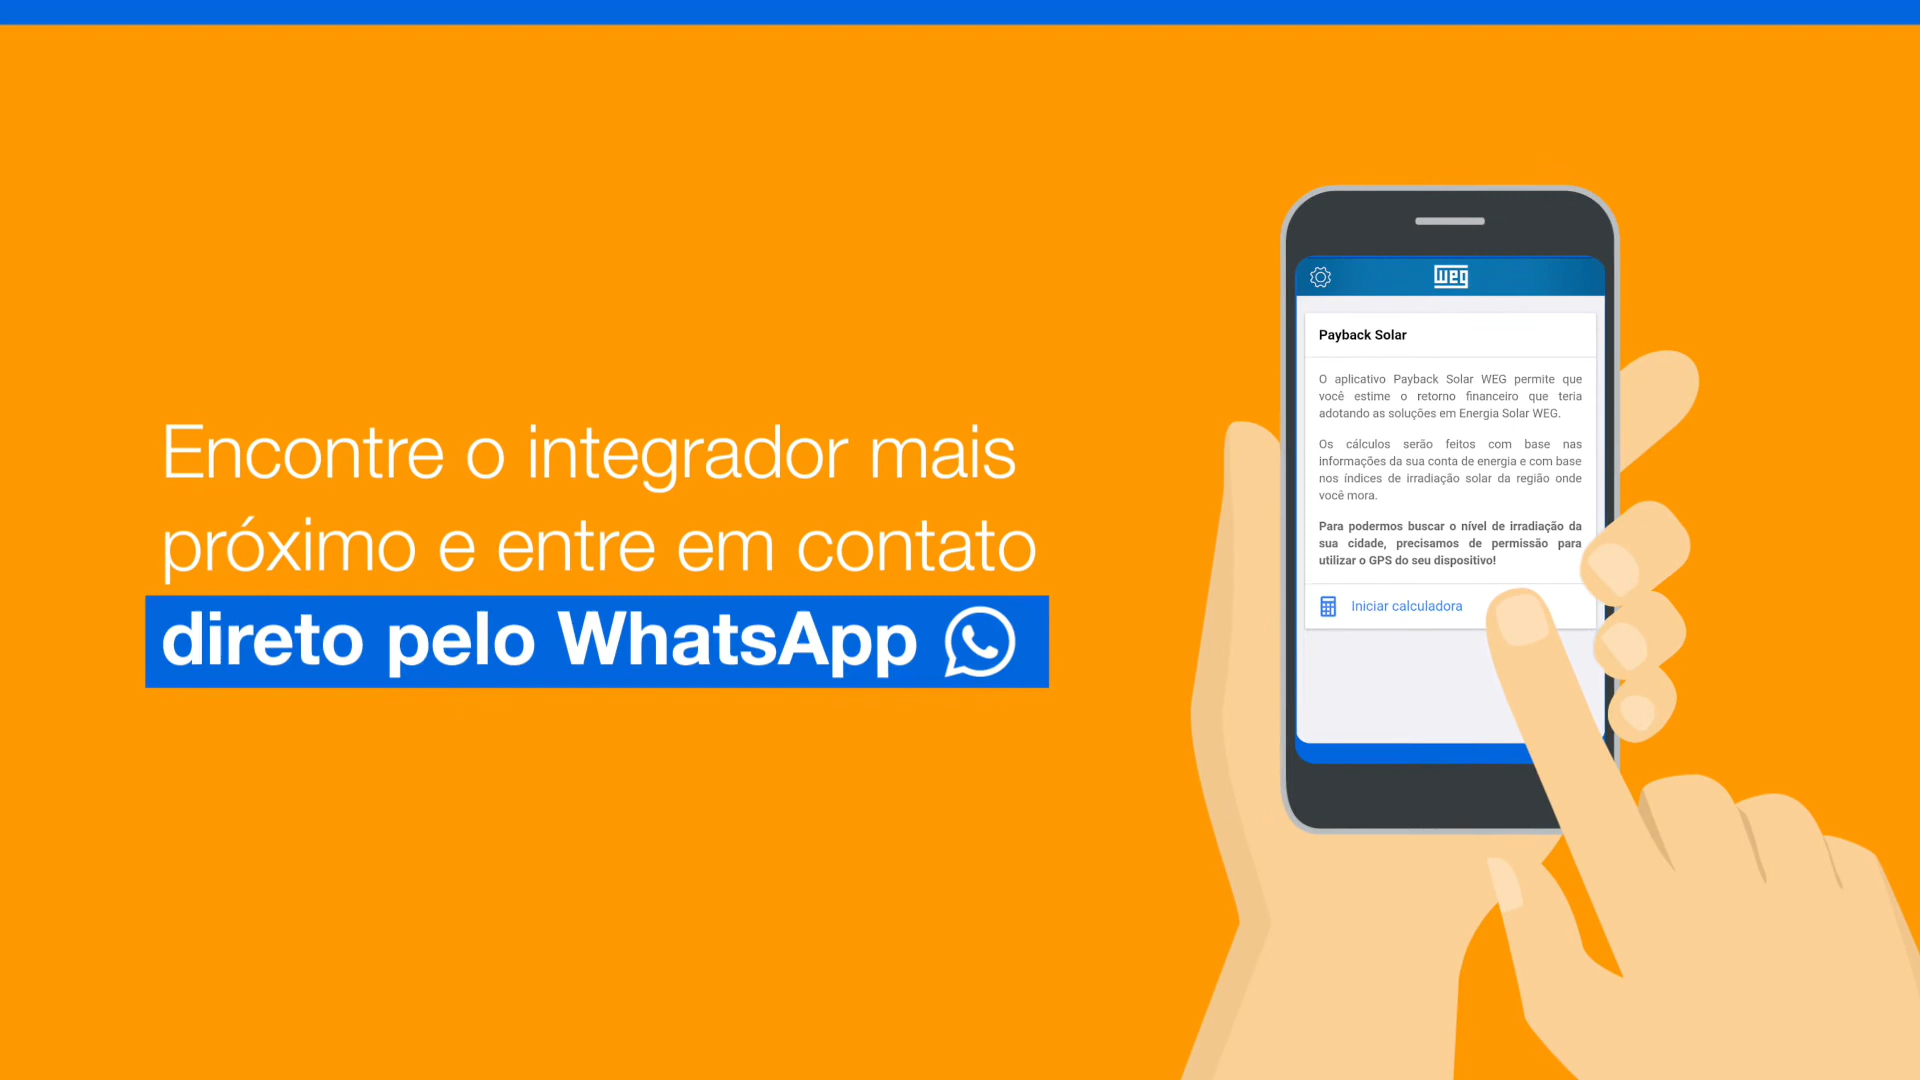 Encontre o integrador mais
próximo e entre em contato
direto pelo WhatsApp
weg
Payback Solar
O aplicativo Payback Solar WEG permite que
você estime o retorno financeiro que teria
adotando as soluções em Energia Solar WEG.
Os cálculos serão feitos com base nas
informações da sua conta de energia e com base
nos índices de irradiação solar da região onde
você mora.
Para podermos buscar o nível de irradiação da
sua cidade, precisamos de permissão para
utilizar o GPS do seu dispositivo!
Iniciar calculadora